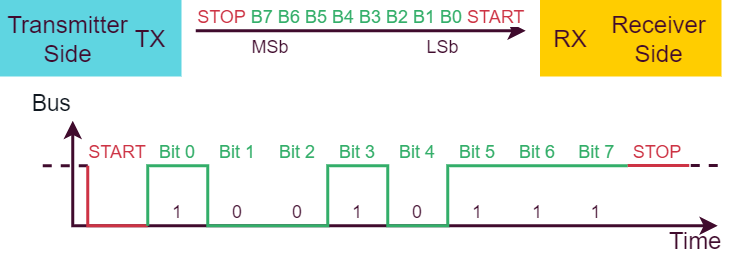 Transmitter Side TX
STOP B7 B6 B5 B4 B3 B2 B1 B0 START
MSb LSb
RX Receiver Side
Bus
START Bit 0 Bit 1 Bit 2 Bit 3 Bit 4 Bit 5 Bit 6 Bit 7 STOP
1 0 0 1 0 1 1 1
Time